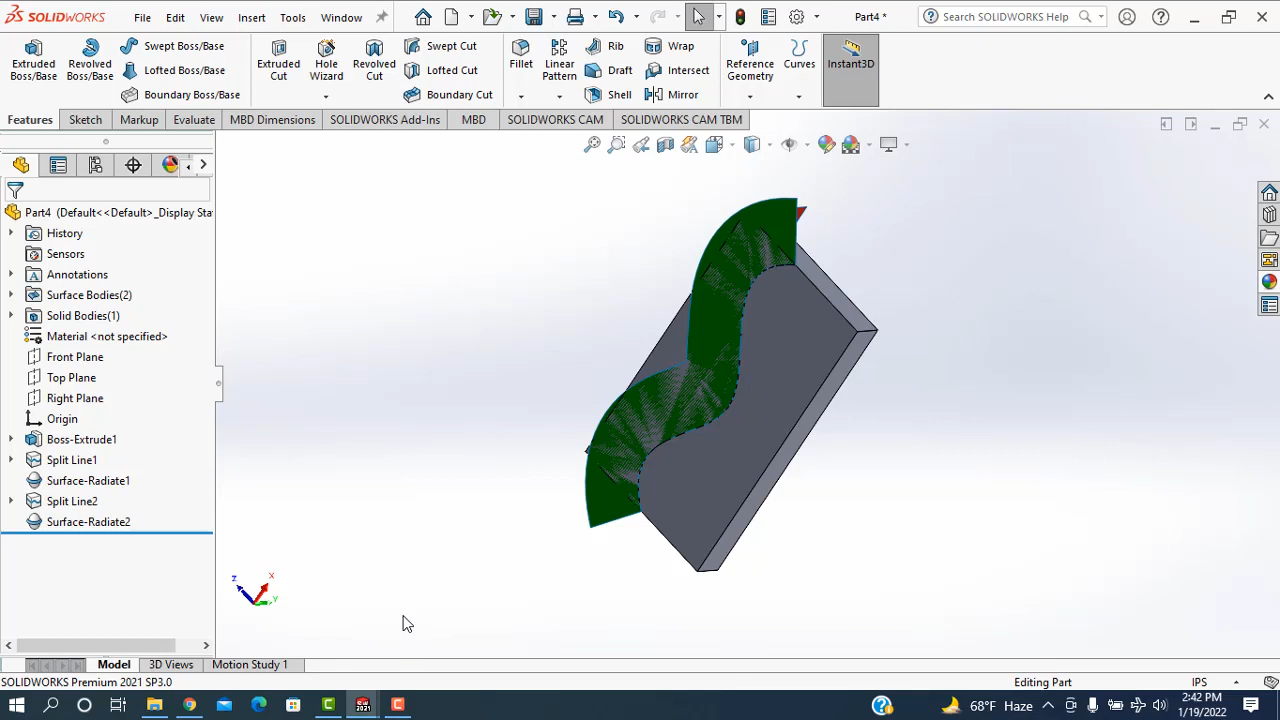 SOLIDWORKS File Edit View Insert Tools Window Part4 * Search SOLIDWORKS Help
Extruded Boss/Base
Revolved Boss/Base
Swept Boss/Base
Lofted Boss/Base
Boundary Boss/Base
Extruded Cut
Hole Wizard
Revolved Cut
Swept Cut
Lofted Cut
Boundary Cut
Fillet
Linear Pattern
Rib
Draft
Shell
Wrap
Intersect
Mirror
Reference Geometry
Curves
Instant3D
Features Sketch Markup Evaluate MBD Dimensions SOLIDWORKS Add-Ins MBD SOLIDWORKS CAM SOLIDWORKS CAM TBM
Part4 (Default<<Default>_Display Sta
History
Sensors
Annotations
Surface Bodies(2)
Solid Bodies(1)
Material <not specified>
Front Plane
Top Plane
Right Plane
Origin
Boss-Extrude1
Split Line1
Surface-Radiate1
Split Line2
Surface-Radiate2
Z X Y
Model 3D Views Motion Study 1
SOLIDWORKS Premium 2021 SP3.0 Editing Part IPS
68°F Haze 2:42 PM
1/19/2022